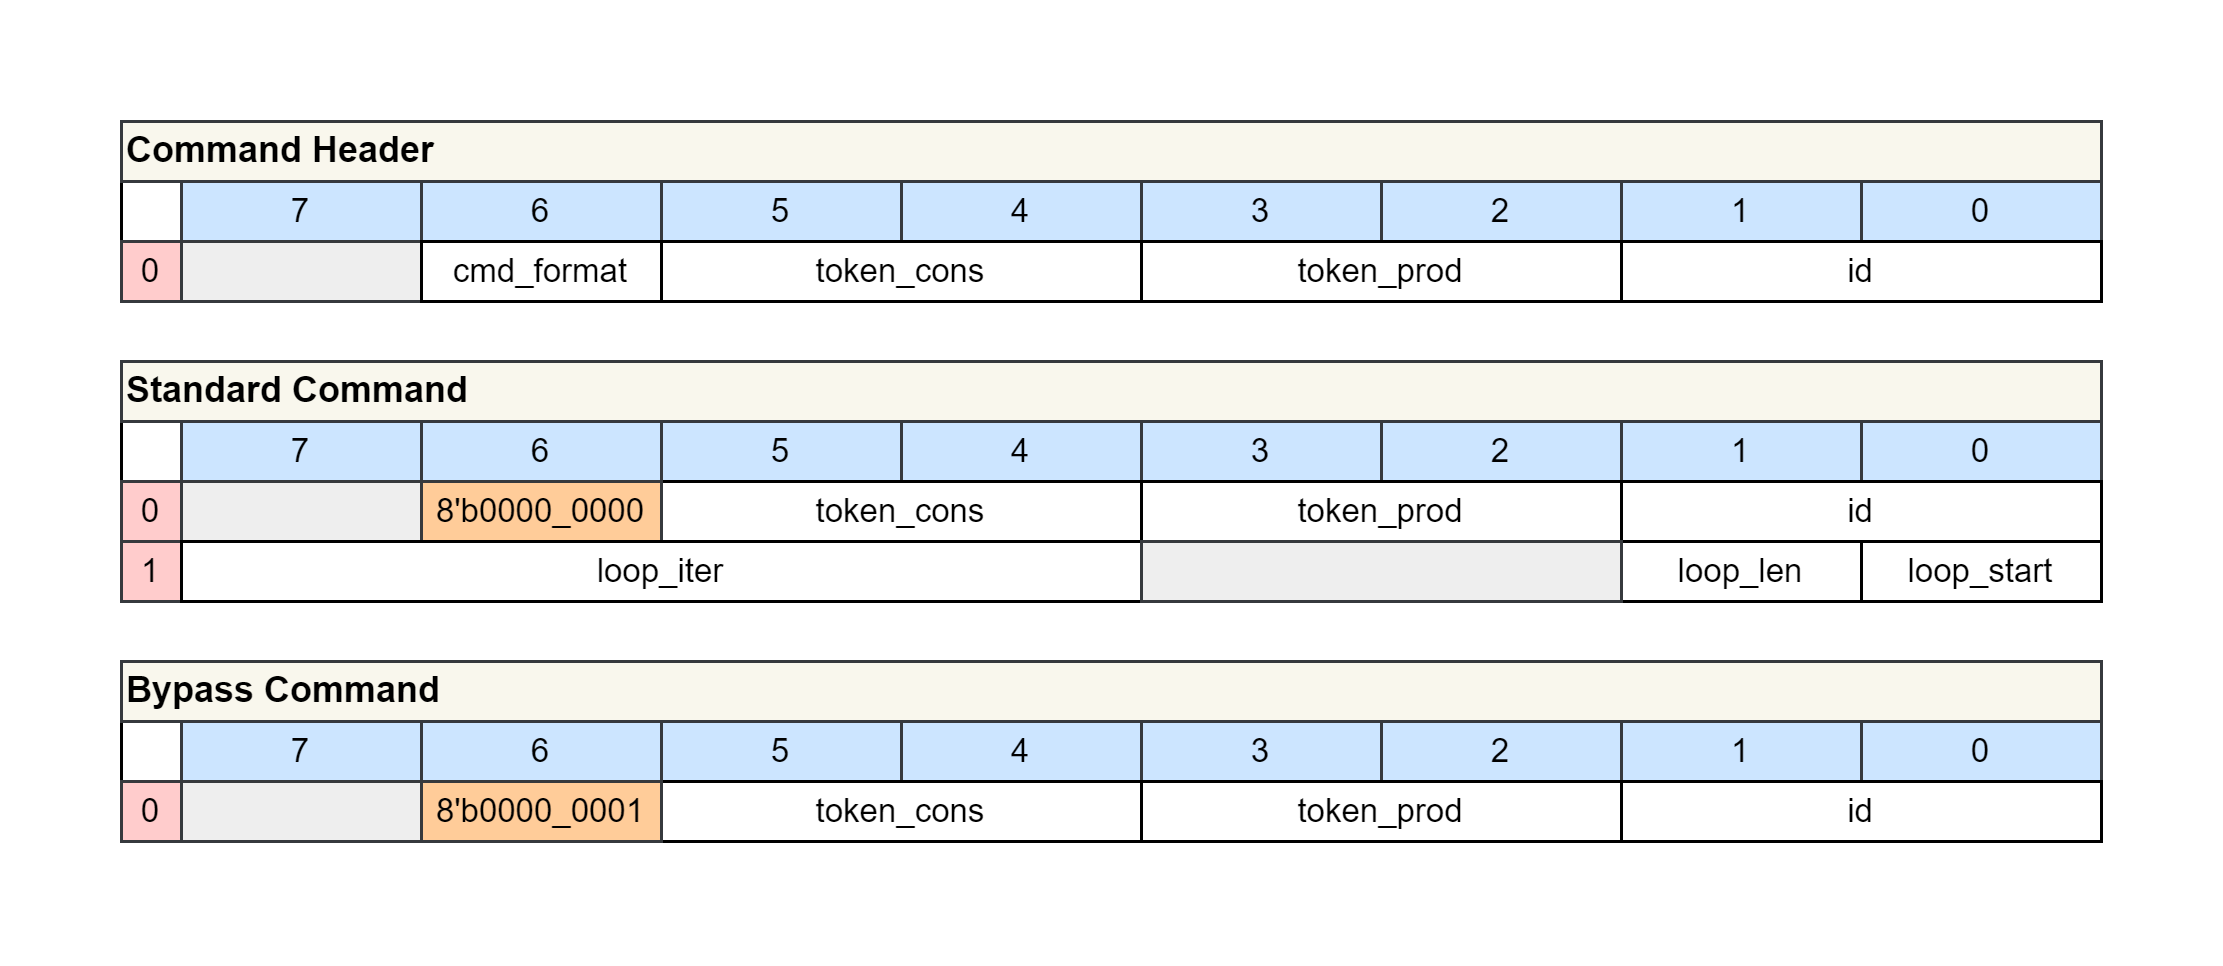 Command Header
7 6 5 4 3 2 1 0
0 cmd_format token_cons token_prod id
Standard Command
7 6 5 4 3 2 1 0
0 8'b0000_0000 token_cons token_prod id
1 loop_iter loop_len loop_start
Bypass Command
7 6 5 4 3 2 1 0
0 8'b0000_0001 token_cons token_prod id